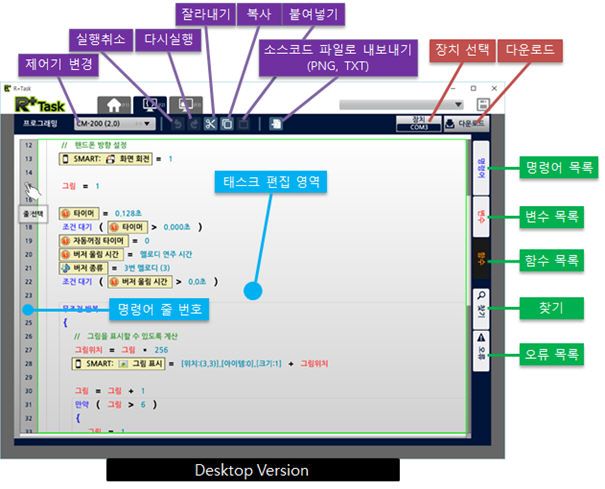 잘라내기
복사
붙여넣기
실행취소
다시실행
소스코드 파일로 내보내기
(PNG, TXT)
장치 선택
다운로드
제어기 변경
R+Task
R+Task
프로그래밍
CM-200 (2.0)
장치
COM3
다운로드
12 // 핸드폰 방향 설정
13 SMART: 화면 회전 = 1
14
그림 = 1
줄 선택
태스크 편집 영역
17 타이머 = 0.128초
18 조건 대기 ( 타이머 > 0.000초 )
19 자동꺼짐 타이머 = 0
20 버저 울림 시간 = 멜로디 연주 시간
21 버저 종류 = 3번 멜로디 (3)
22 조건 대기 ( 버저 울림 시간 > 0.0초 )
23
명령어 줄 번호
무조건 반복
25 {
26 // 그림을 표시할 수 있도록 계산
27 그림위치 = 그림 * 256
28 SMART: 그림 표시 = [위치:(3,3)],[아이템:0],[크기:1] + 그림위치
29
30 그림 = 그림 + 1
31 만약 ( 그림 > 6 )
32 {
33 그림 = 1
명령어
변수
함수
찾기
오류
명령어 목록
변수 목록
함수 목록
찾기
오류 목록
Desktop Version